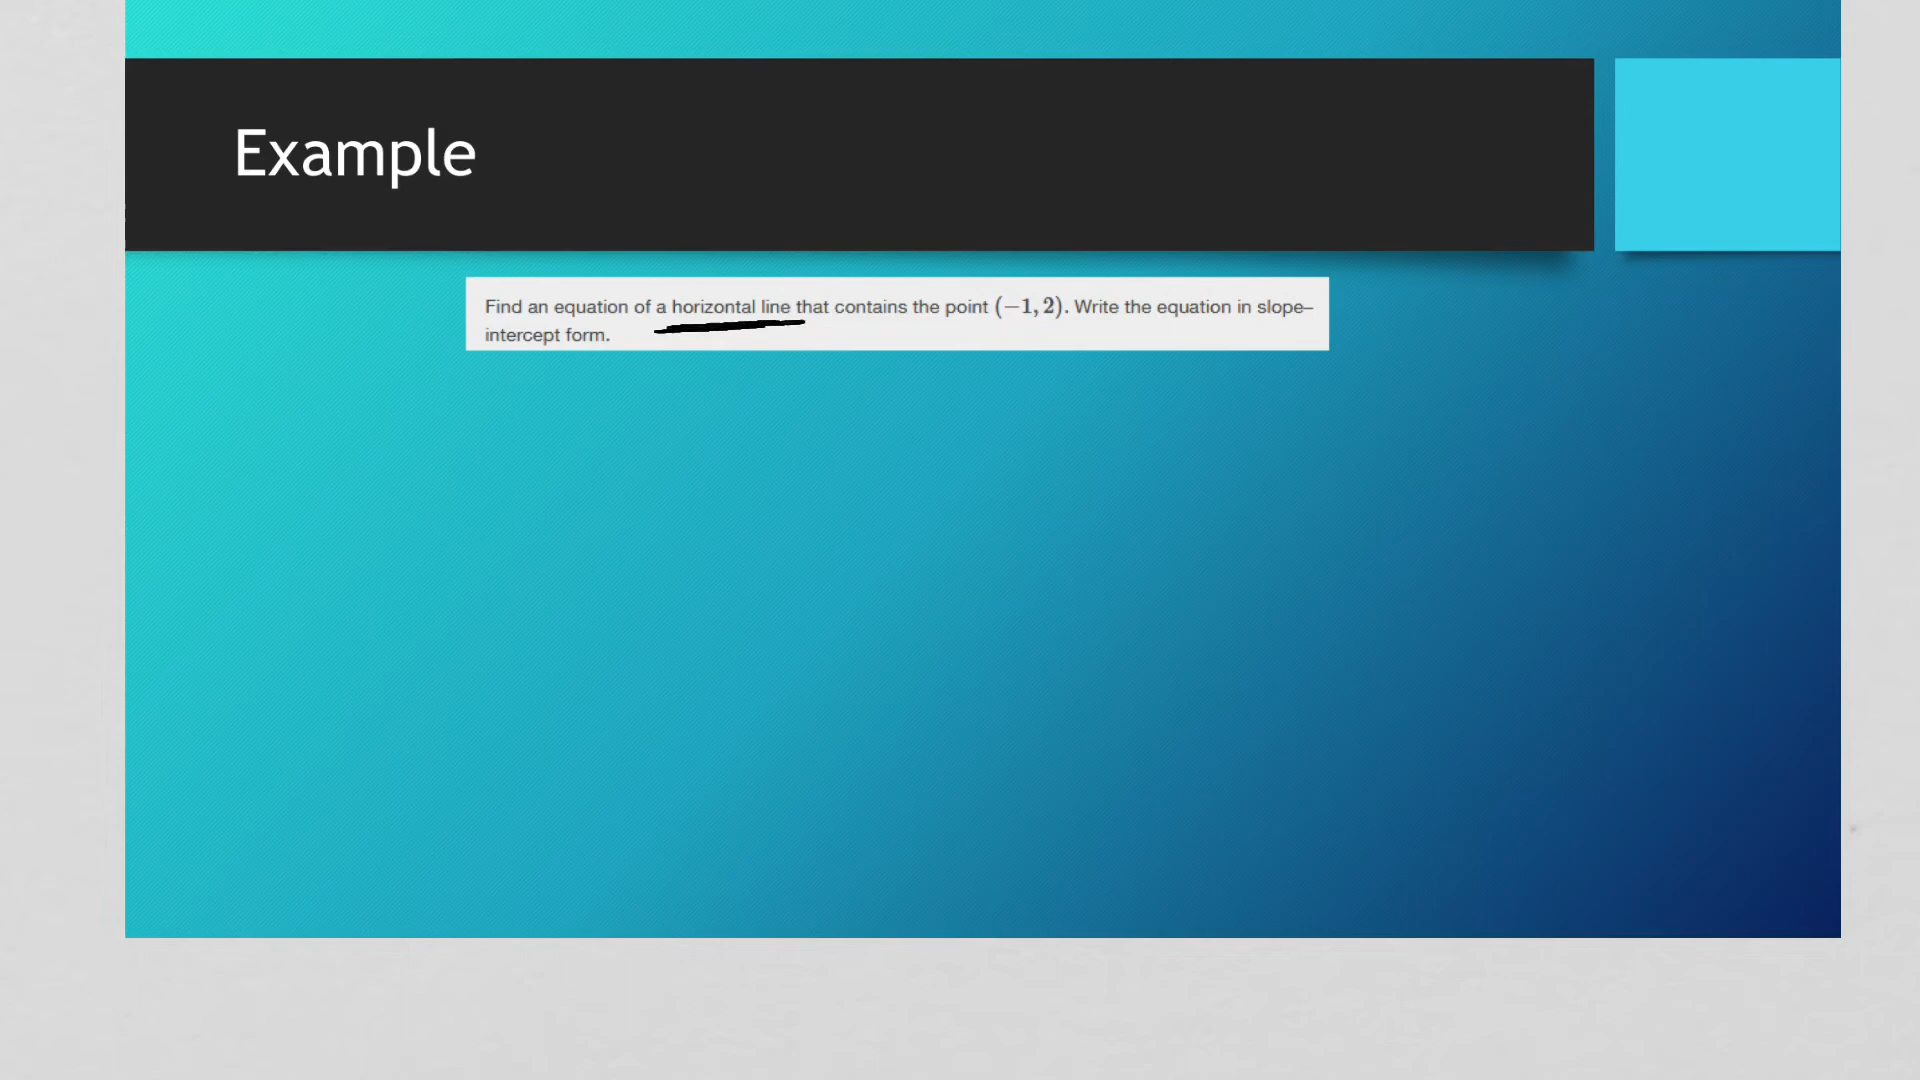 Example
Find an equation of a horizontal line that contains the point (−1, 2). Write the equation in slope–
intercept form.